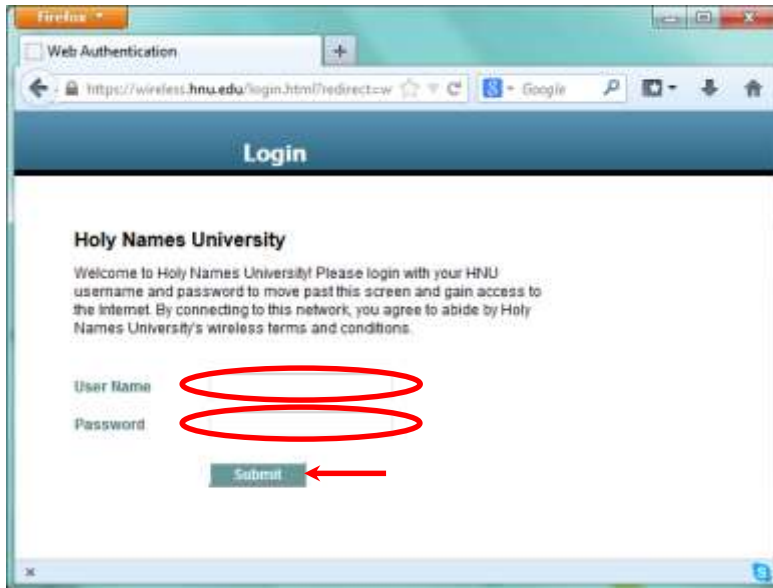 Firefox
Web Authentication
https://wireless.hnu.edu/login.html?redirect=w
Google
Login
Holy Names University
Welcome to Holy Names University! Please login with your HNU
username and password to move past this screen and gain access to
the Internet. By connecting to this network, you agree to abide by Holy
Names University's wireless terms and conditions.
User Name
Password
Submit